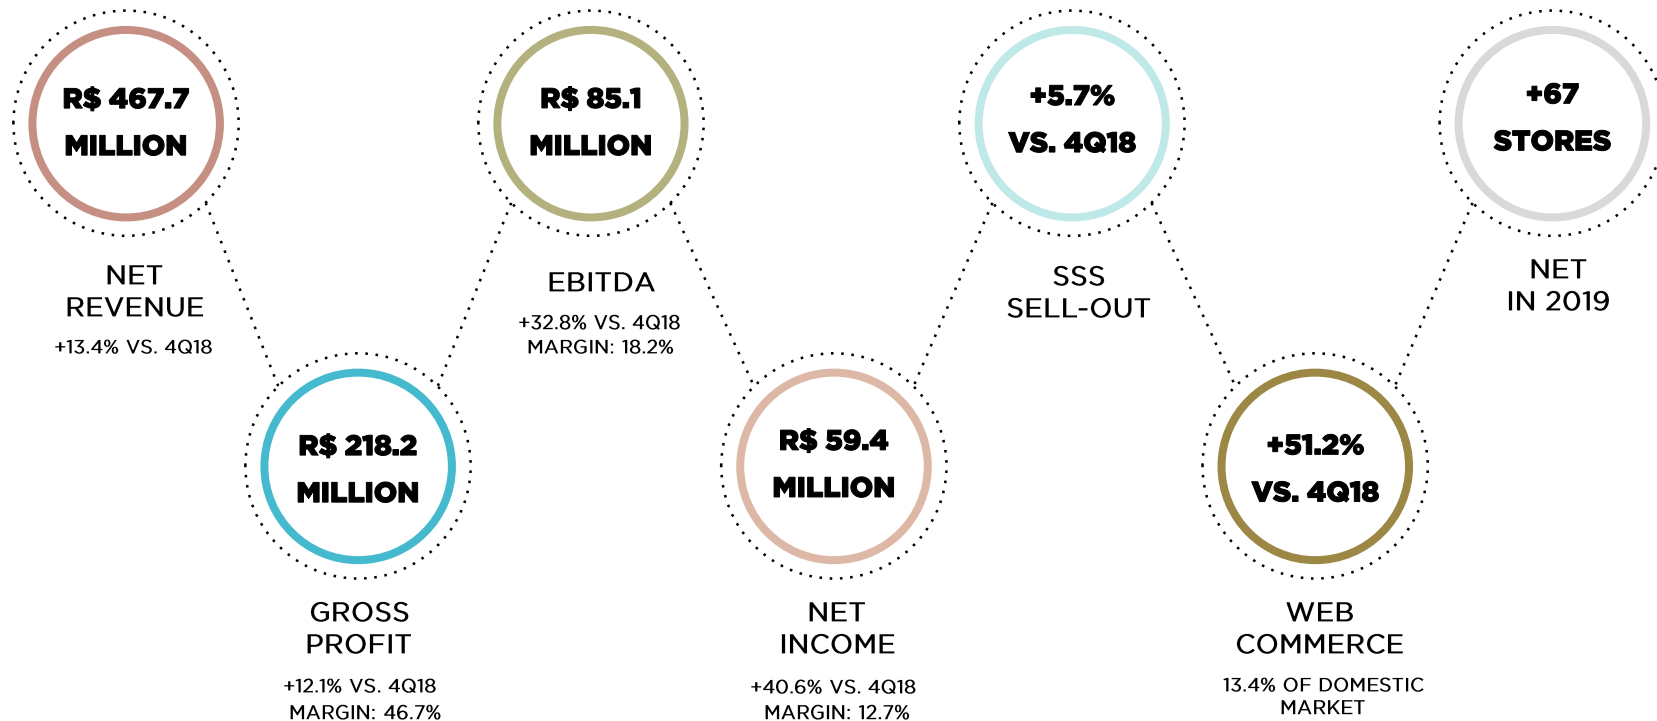 R$ 467.7
MILLION
NET
REVENUE
+13.4% VS. 4Q18
R$ 218.2
MILLION
GROSS
PROFIT
+12.1% VS. 4Q18
MARGIN: 46.7%
R$ 85.1
MILLION
EBITDA
+32.8% VS. 4Q18
MARGIN: 18.2%
R$ 59.4
MILLION
NET
INCOME
+40.6% VS. 4Q18
MARGIN: 12.7%
+5.7%
VS. 4Q18
SSS
SELL-OUT
+51.2%
VS. 4Q18
WEB
COMMERCE
13.4% OF DOMESTIC
MARKET
+67
STORES
NET
IN 2019